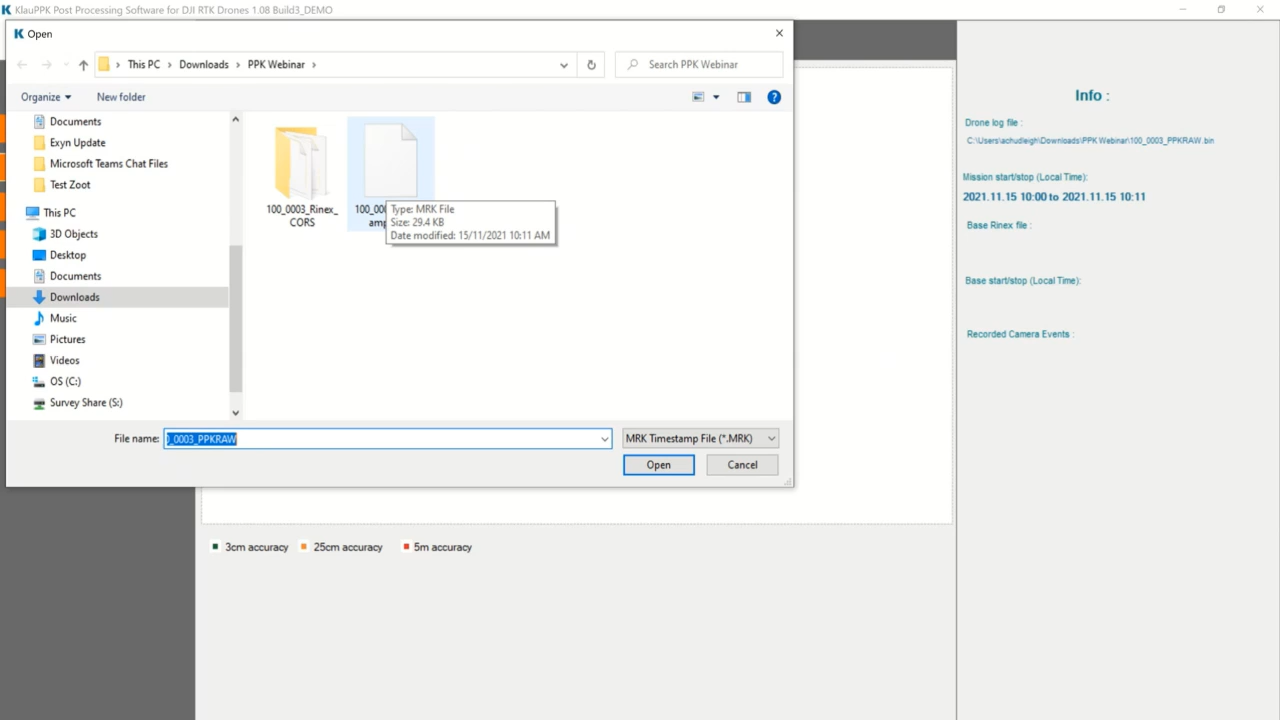 KlauPPK Post Processing Software for DJI RTK Drones 1.08 Build3_DEMO
Open
This PC
Downloads
PPK Webinar
Search PPK Webinar
Organize
New folder
Documents
Exyn Update
Microsoft Teams Chat Files
Test Zoot
This PC
3D Objects
Desktop
Documents
Downloads
Music
Pictures
Videos
OS (C:)
Survey Share (S:)
100_0003_Rinex_
CORS
Type: MRK File
Size: 29.4 KB
Date modified: 15/11/2021 10:11 AM
File name:
_0003_PPKRAW
MRK Timestamp File (*.MRK)
Open
Cancel
3cm accuracy
25cm accuracy
5m accuracy
Info :
Drone log file :
C:\Users\achudleigh\Downloads\PPK Webinar\100_0003_PPKRAW.bin
Mission start/stop (Local Time):
2021.11.15 10:00 to 2021.11.15 10:11
Base Rinex file :
Base start/stop (Local Time):
Recorded Camera Events :